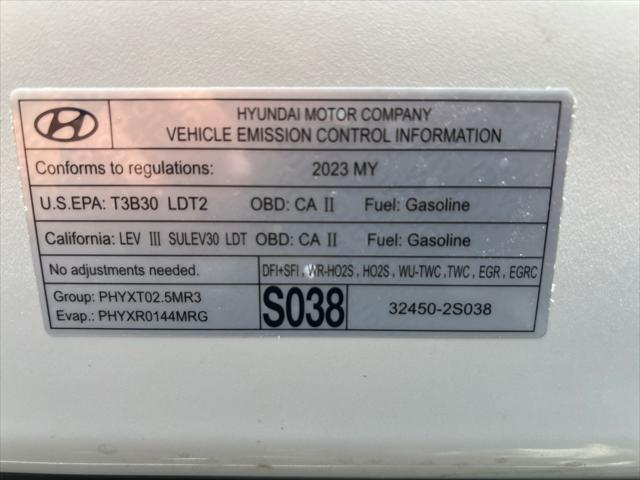 HYUNDAI MOTOR COMPANY
VEHICLE EMISSION CONTROL INFORMATION
Conforms to regulations: 2023 MY
U.S.EPA: T3B30 LDT2 OBD: CA II Fuel: Gasoline
California: LEV III SULEV30 LDT OBD: CA II Fuel: Gasoline
No adjustments needed. DFI+SFI, WR-HO2S, HO2S, WU-TWC, TWC, EGR, EGRC
Group: PHYXT02.5MR3
Evap.: PHYXR0144MRG
S038
32450-2S038